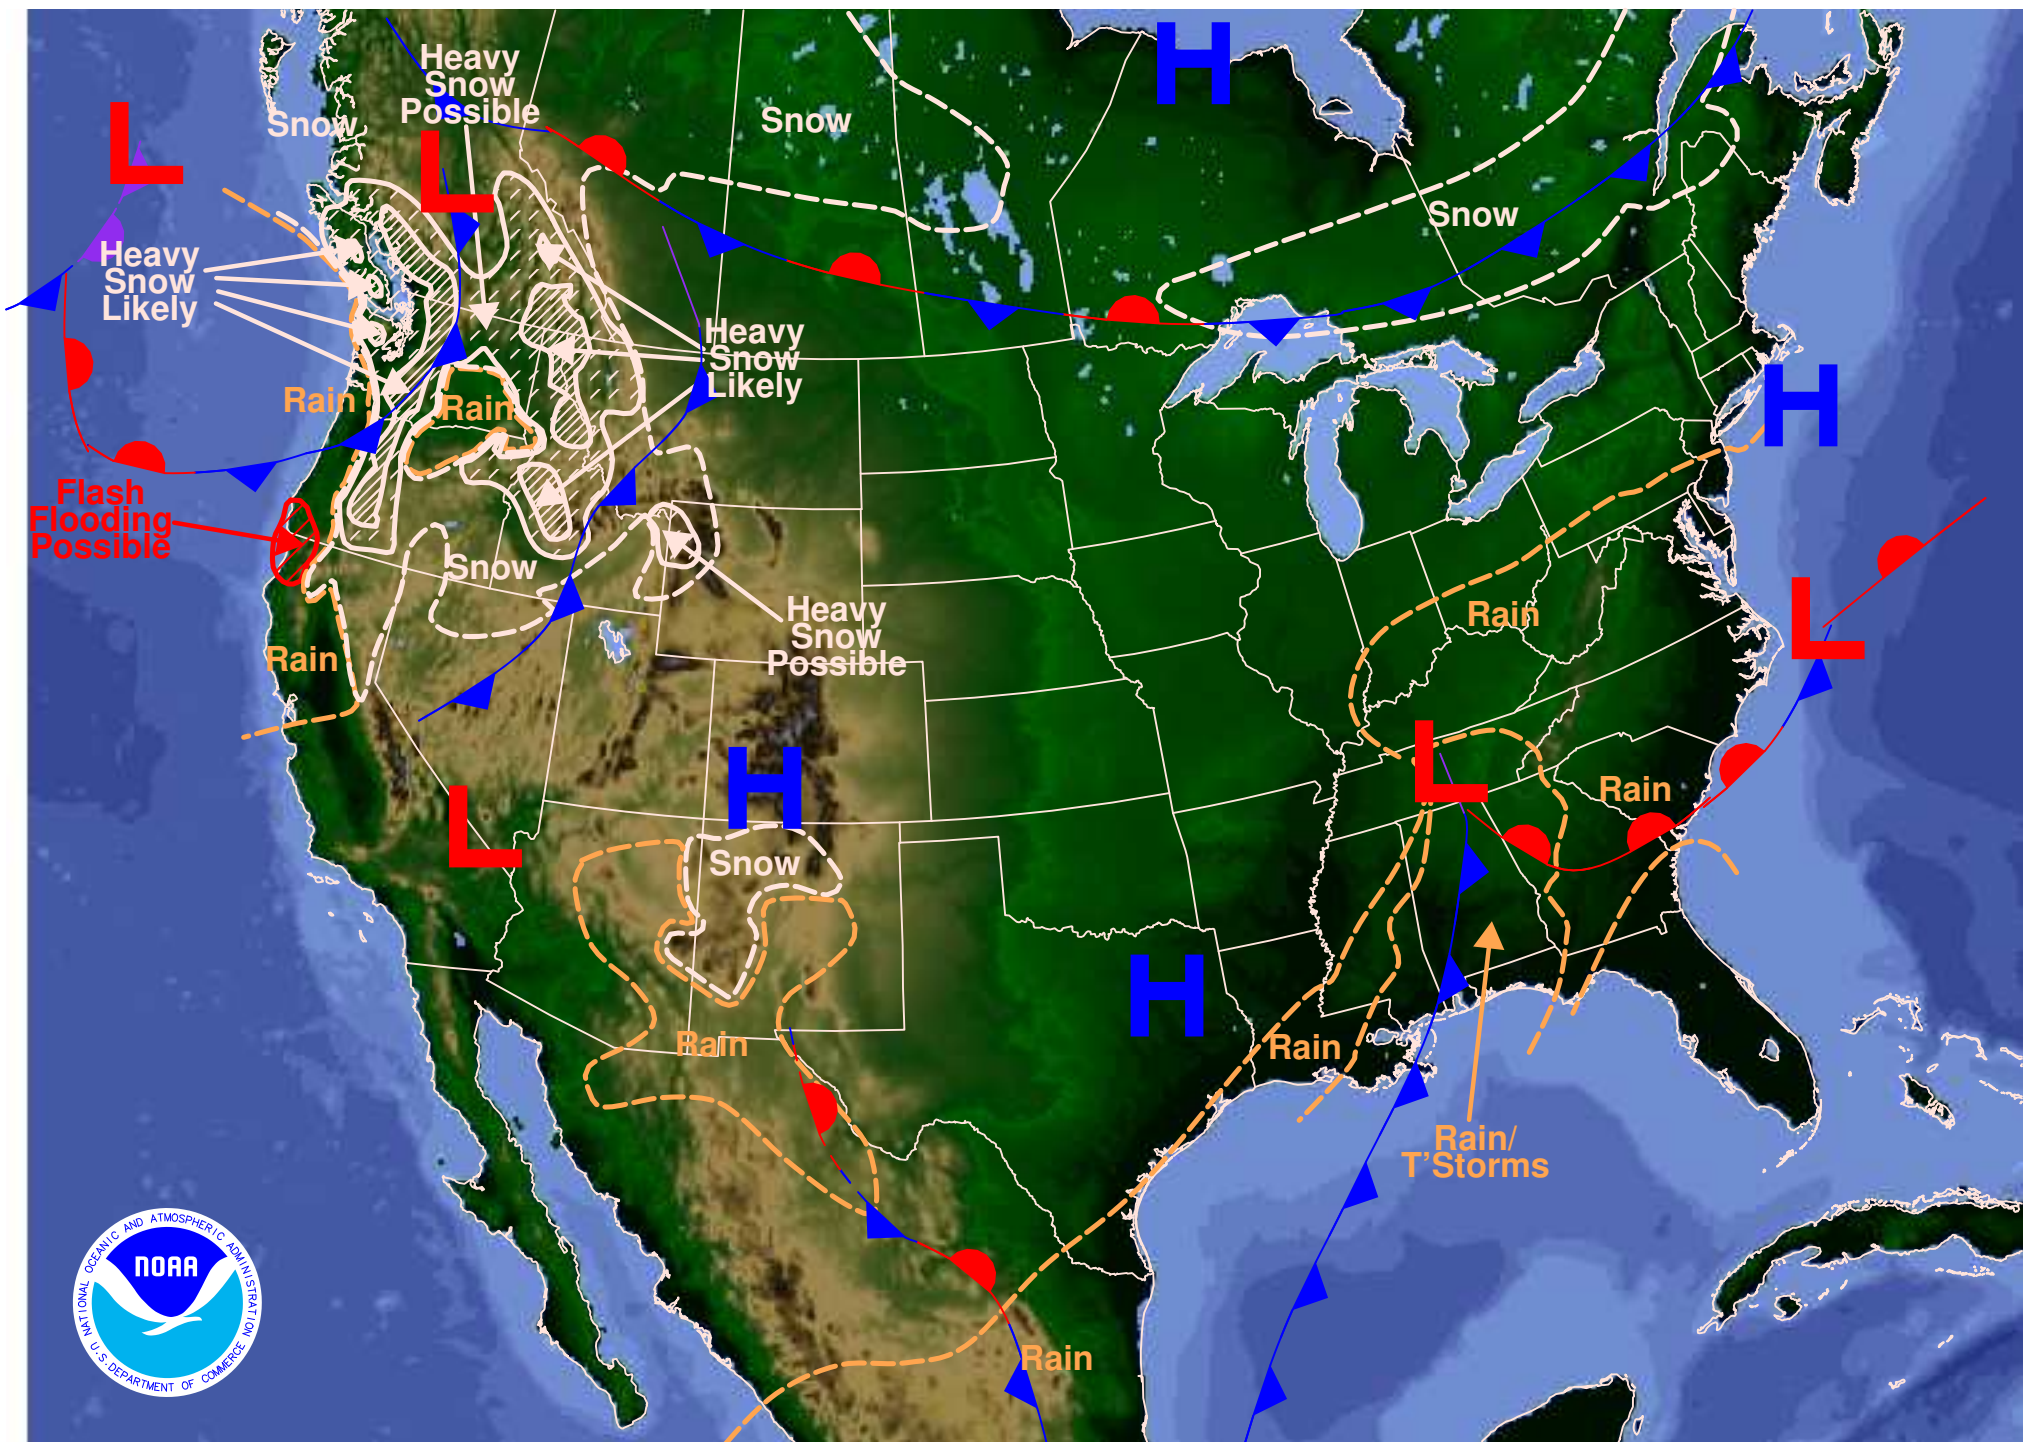 H
Heavy
Snow
Possible
L
Snow
Snow
L
Snow
Heavy
Snow
Likely
Heavy
Snow
Likely
H
Rain
Rain
Flash
Flooding
Possible
Snow
Heavy
Snow
Possible
Rain
L
Rain
L
H
Rain
L
Snow
H
Rain
Rain
Rain/
T'Storms
Rain
NATIONAL OCEANIC AND ATMOSPHERIC ADMINISTRATION
NOAA
U.S. DEPARTMENT OF COMMERCE